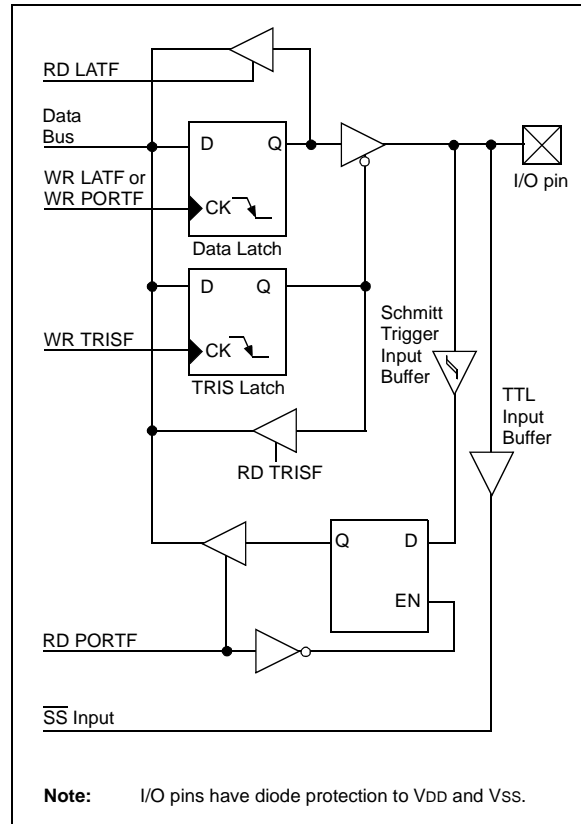 RD LATF
Data
Bus
D Q
WR LATF or
WR PORTF
CK
Data Latch
I/O pin
D Q
WR TRISF
CK
TRIS Latch
Schmitt
Trigger
Input
Buffer
TTL
Input
Buffer
RD TRISF
Q D
EN
RD PORTF
S̅S̅ Input
Note: I/O pins have diode protection to VDD and VSS.